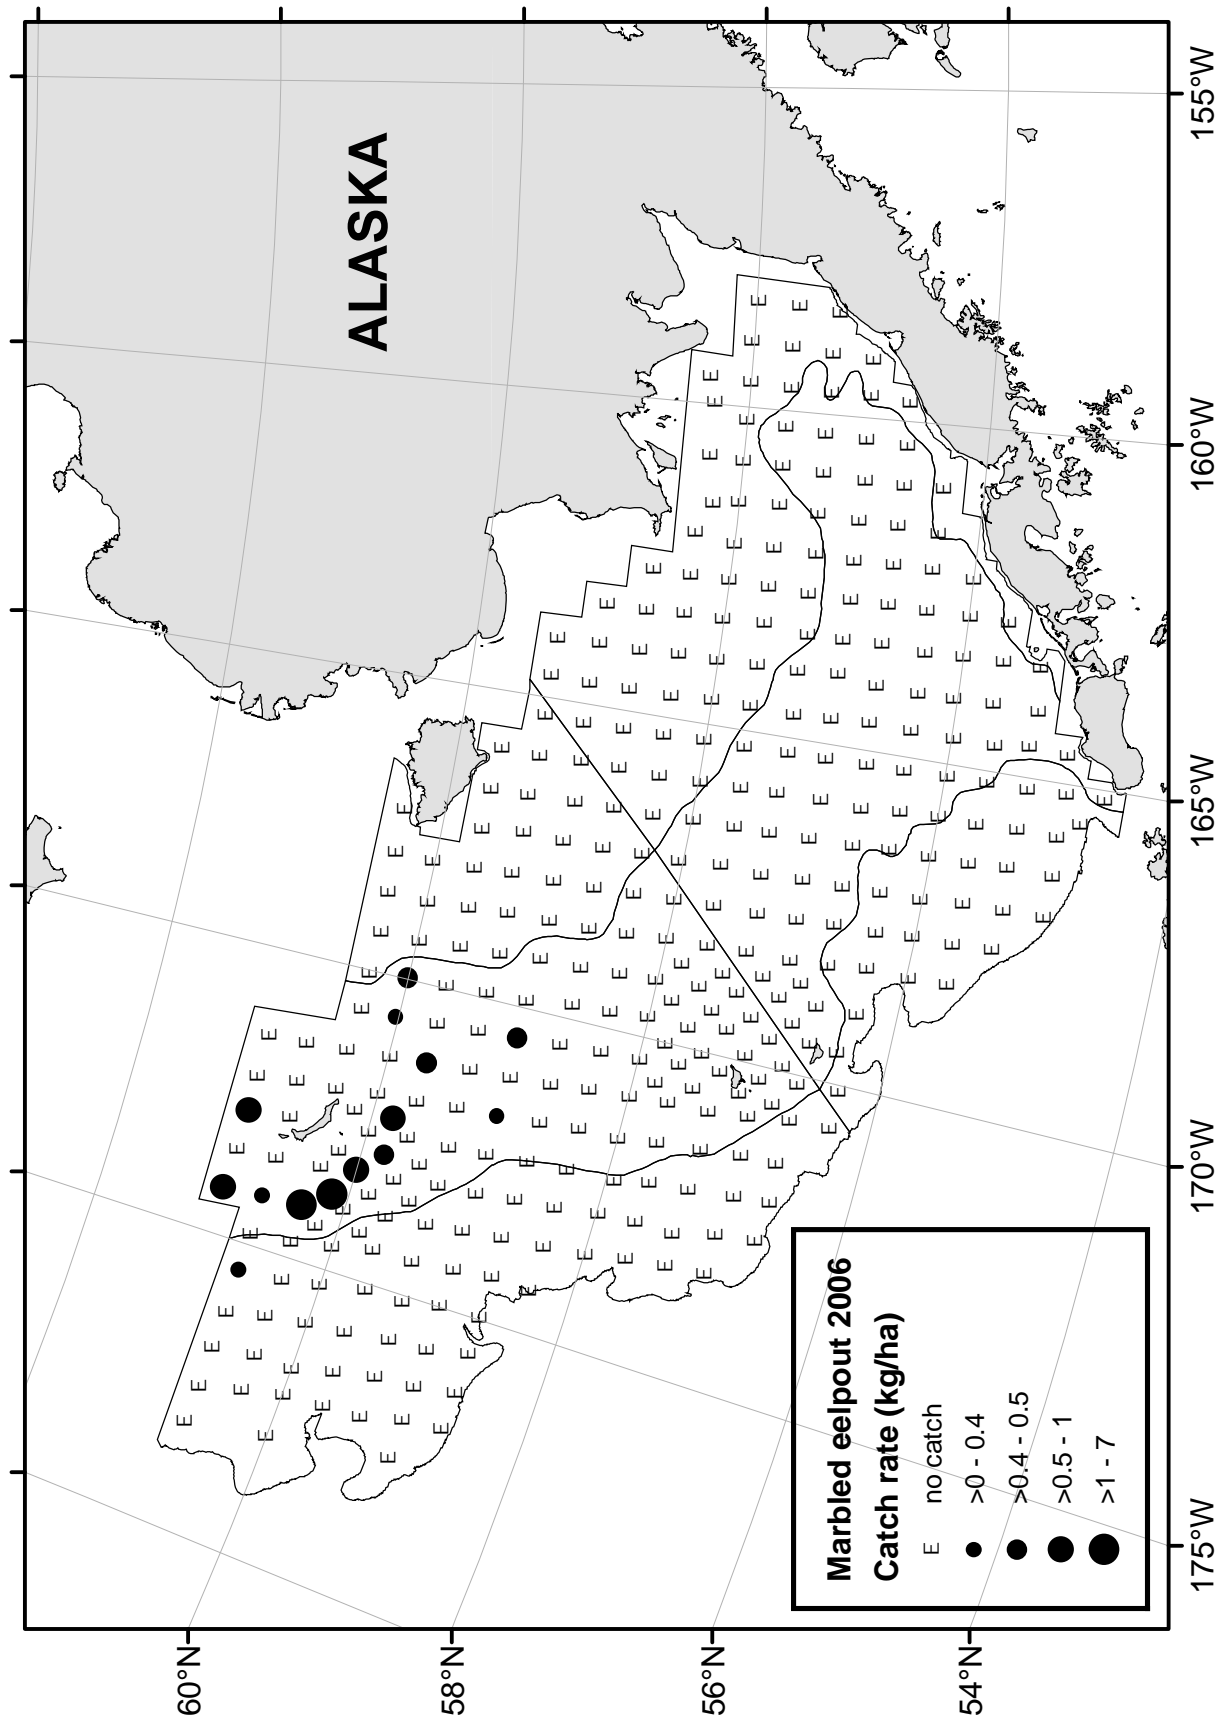 ALASKA
60°N
58°N
56°N
54°N
175°W
170°W
165°W
160°W
155°W
Marbled eelpout 2006
Catch rate (kg/ha)
E no catch
>0 - 0.4
>0.4 - 0.5
>0.5 - 1
>1 - 7